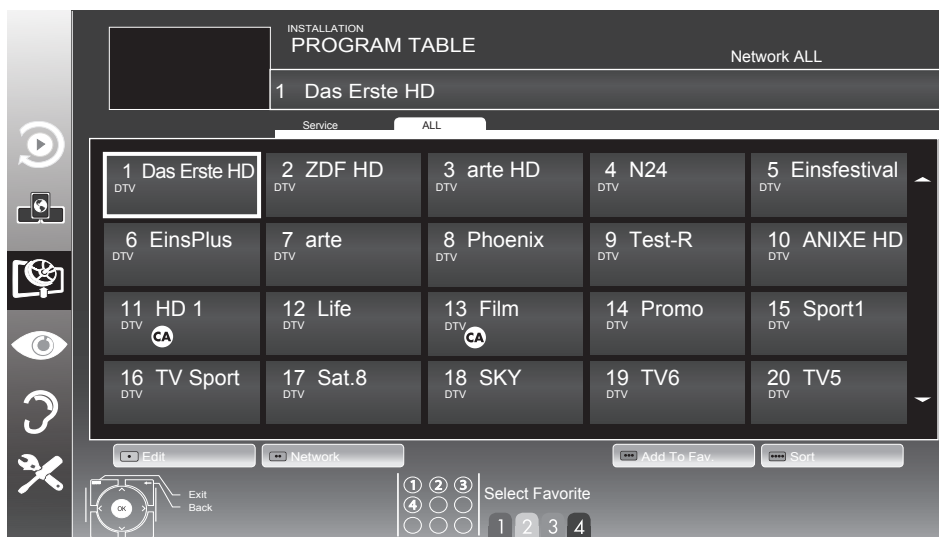 INSTALLATION
PROGRAM TABLE
Network ALL
1 Das Erste HD
Service ALL
1 Das Erste HD
DTV
2 ZDF HD
DTV
3 arte HD
DTV
4 N24
DTV
5 Einsfestival
DTV
6 EinsPlus
DTV
7 arte
DTV
8 Phoenix
DTV
9 Test-R
DTV
10 ANIXE HD
DTV
11 HD 1
DTV
CA
12 Life
DTV
13 Film
DTV
CA
14 Promo
DTV
15 Sport1
DTV
16 TV Sport
DTV
17 Sat.8
DTV
18 SKY
DTV
19 TV6
DTV
20 TV5
DTV
Edit Network Add To Fav. Sort
OK
Exit
Back
1 2 3
4
Select Favorite
1 2 3 4